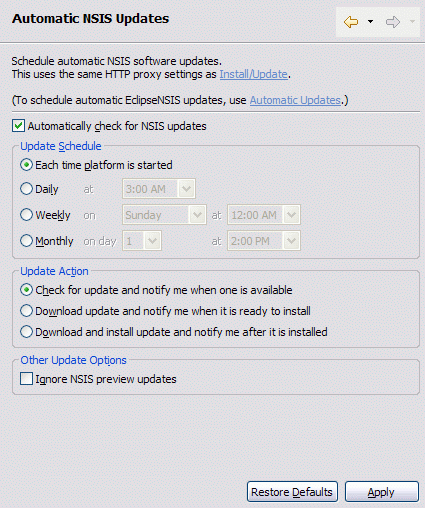 Automatic NSIS Updates
Schedule automatic NSIS software updates.
This uses the same HTTP proxy settings as Install/Update.
(To schedule automatic EclipseNSIS updates, use Automatic Updates.)
Automatically check for NSIS updates
Update Schedule
Each time platform is started
Daily at 3:00 AM
Weekly on Sunday at 12:00 AM
Monthly on day 1 at 2:00 PM
Update Action
Check for update and notify me when one is available
Download update and notify me when it is ready to install
Download and install update and notify me after it is installed
Other Update Options
Ignore NSIS preview updates
Restore Defaults Apply